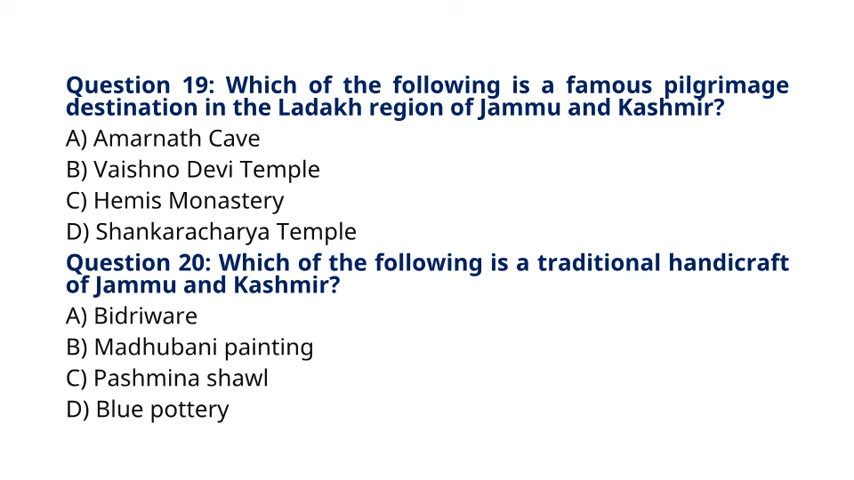 Question 19: Which of the following is a famous pilgrimage
destination in the Ladakh region of Jammu and Kashmir?
A) Amarnath Cave
B) Vaishno Devi Temple
C) Hemis Monastery
D) Shankaracharya Temple
Question 20: Which of the following is a traditional handicraft
of Jammu and Kashmir?
A) Bidriware
B) Madhubani painting
C) Pashmina shawl
D) Blue pottery